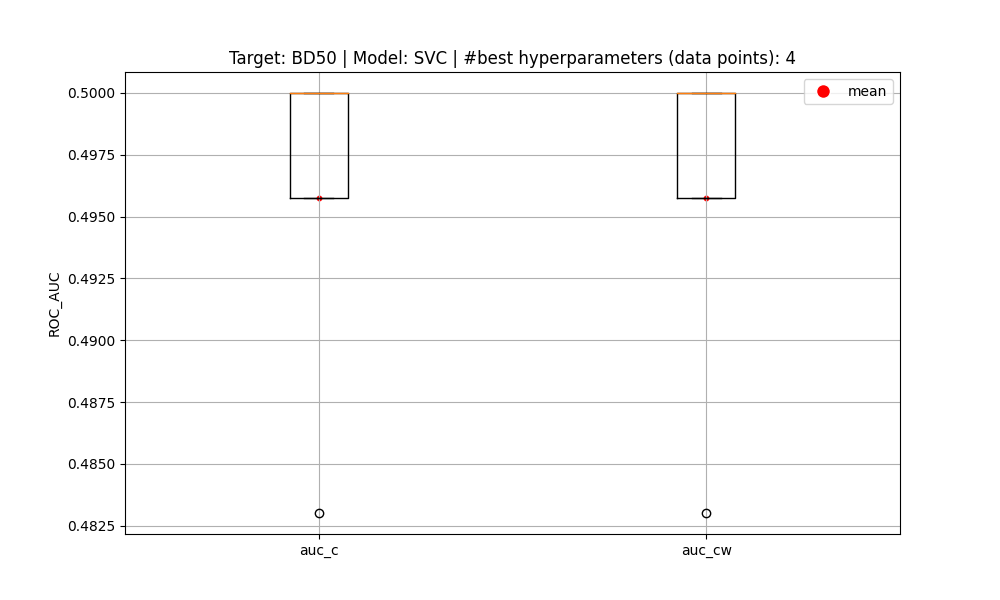 Target: BD50 | Model: SVC | #best hyperparameters (data points): 4
mean
0.5000
0.4975
0.4950
0.4925
0.4900
0.4875
0.4850
0.4825
ROC_AUC
auc_c
auc_cw